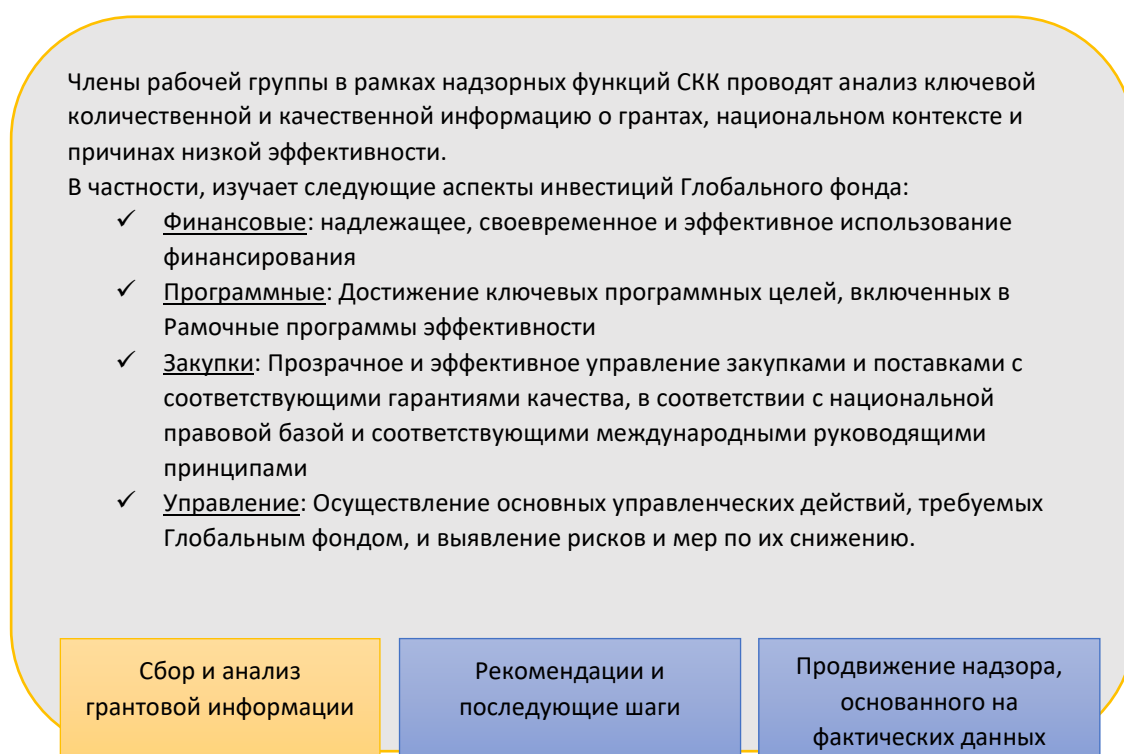 Члены рабочей группы в рамках надзорных функций СКК проводят анализ ключевой
количественной и качественной информацию о грантах, национальном контексте и
причинах низкой эффективности.
В частности, изучает следующие аспекты инвестиций Глобального фонда:
✓ Финансовые: надлежащее, своевременное и эффективное использование
финансирования
✓ Программные: Достижение ключевых программных целей, включенных в
Рамочные программы эффективности
✓ Закупки: Прозрачное и эффективное управление закупками и поставками с
соответствующими гарантиями качества, в соответствии с национальной
правовой базой и соответствующими международными руководящими
принципами
✓ Управление: Осуществление основных управленческих действий, требуемых
Глобальным фондом, и выявление рисков и мер по их снижению.
Сбор и анализ
грантовой информации
Рекомендации и
последующие шаги
Продвижение надзора,
основанного на
фактических данных